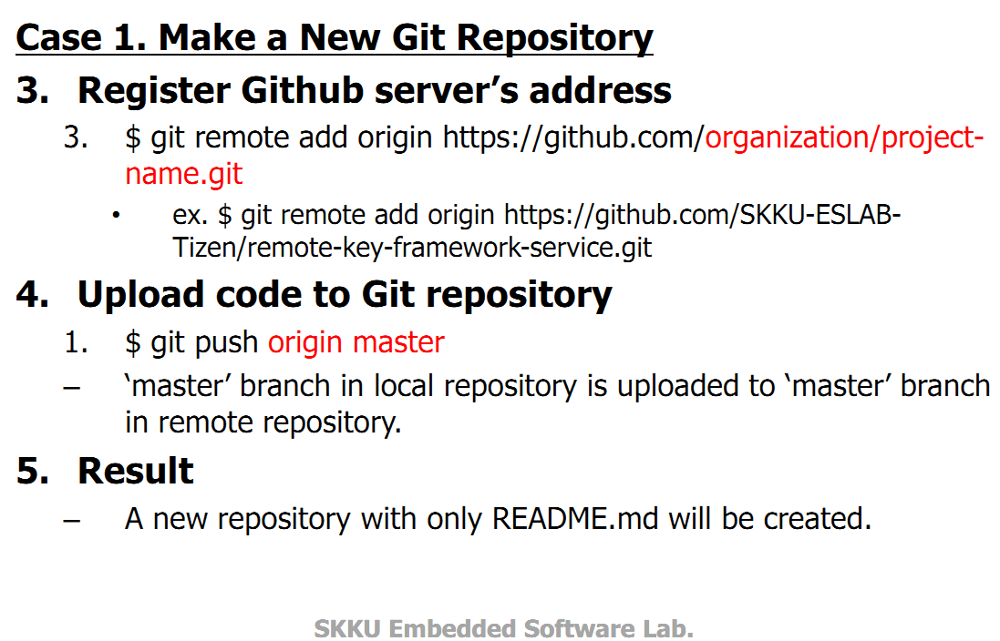 Case 1. Make a New Git Repository
3. Register Github server’s address
3. $ git remote add origin https://github.com/organization/project-
name.git
• ex. $ git remote add origin https://github.com/SKKU-ESLAB-
Tizen/remote-key-framework-service.git
4. Upload code to Git repository
1. $ git push origin master
– ‘master’ branch in local repository is uploaded to ‘master’ branch
in remote repository.
5. Result
– A new repository with only README.md will be created.
SKKU Embedded Software Lab.